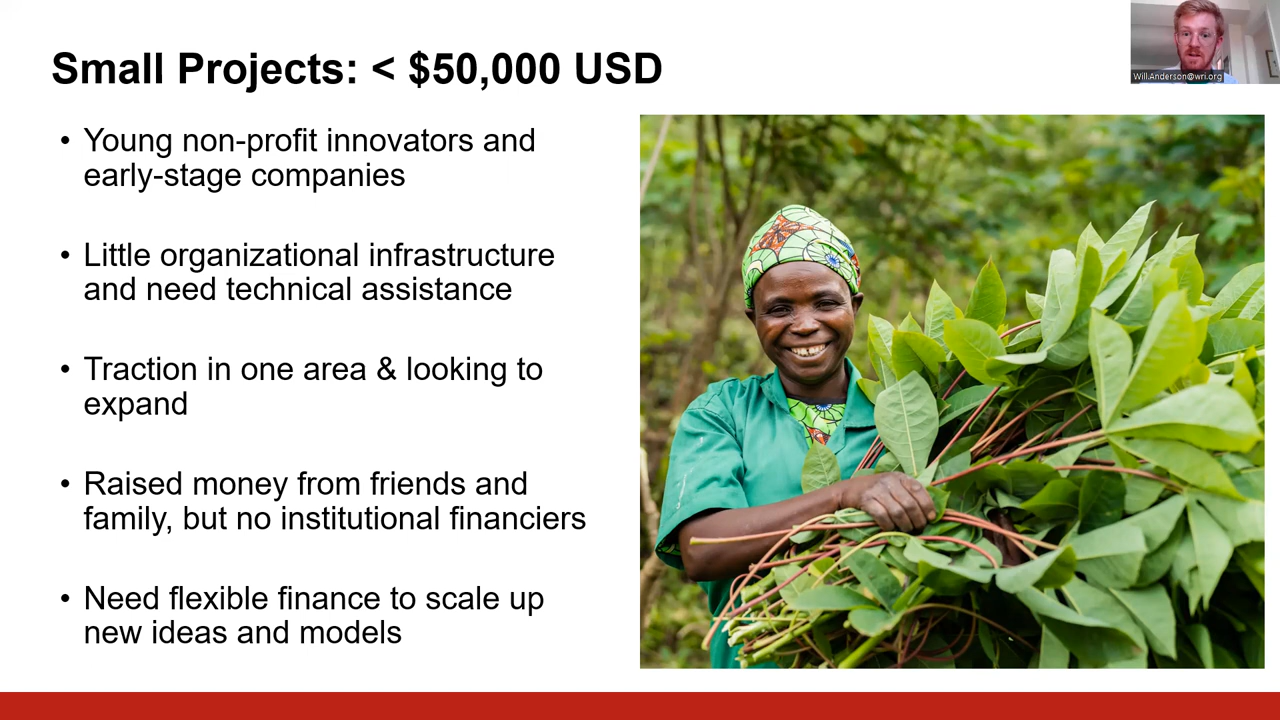 Small Projects: < $50,000 USD
Will.Anderson@wri.org
• Young non-profit innovators and
early-stage companies
• Little organizational infrastructure
and need technical assistance
• Traction in one area & looking to
expand
• Raised money from friends and
family, but no institutional financiers
• Need flexible finance to scale up
new ideas and models